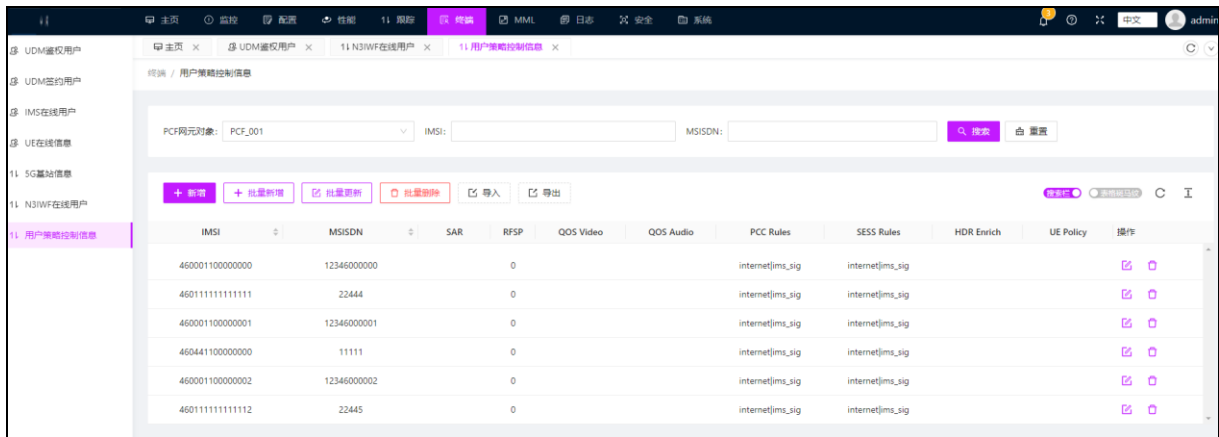 主页 监控 配置 性能 跟踪 终端 MML 日志 安全 系统 3 中文 admin
UDM鉴权用户
UDM签约用户
IMS在线用户
UE在线信息
5G基站信息
N3IWF在线用户
用户策略控制信息
主页 × UDM鉴权用户 × N3IWF在线用户 × 用户策略控制信息 ×
终端 / 用户策略控制信息
PCF网元对象: PCF_001 IMSI: MSISDN: 搜索 重置
+ 新增 + 批量新增 批量更新 批量删除 导入 导出 搜索栏 表格斑马纹
IMSI MSISDN SAR RFSP QOS Video QOS Audio PCC Rules SESS Rules HDR Enrich UE Policy 操作
460001100000000 12346000000 0 internet|ims_sig internet|ims_sig
460111111111111 22444 0 internet|ims_sig internet|ims_sig
460001100000001 12346000001 0 internet|ims_sig internet|ims_sig
460441100000000 11111 0 internet|ims_sig internet|ims_sig
460001100000002 12346000002 0 internet|ims_sig internet|ims_sig
460111111111112 22445 0 internet|ims_sig internet|ims_sig